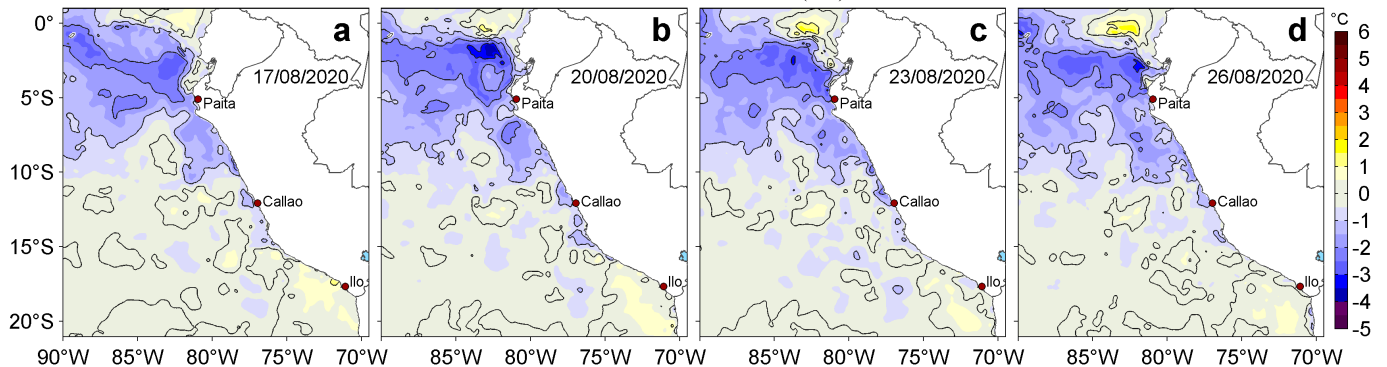 a
b
c
d
°C
17/08/2020
20/08/2020
23/08/2020
26/08/2020
Paita
Paita
Paita
Paita
Callao
Callao
Callao
Callao
Ilo
Ilo
Ilo
Ilo
0°
5°S
10°S
15°S
20°S
90°W 85°W 80°W 75°W 70°W
85°W 80°W 75°W 70°W
85°W 80°W 75°W 70°W
85°W 80°W 75°W 70°W
6
5
4
3
2
1
0
-1
-2
-3
-4
-5